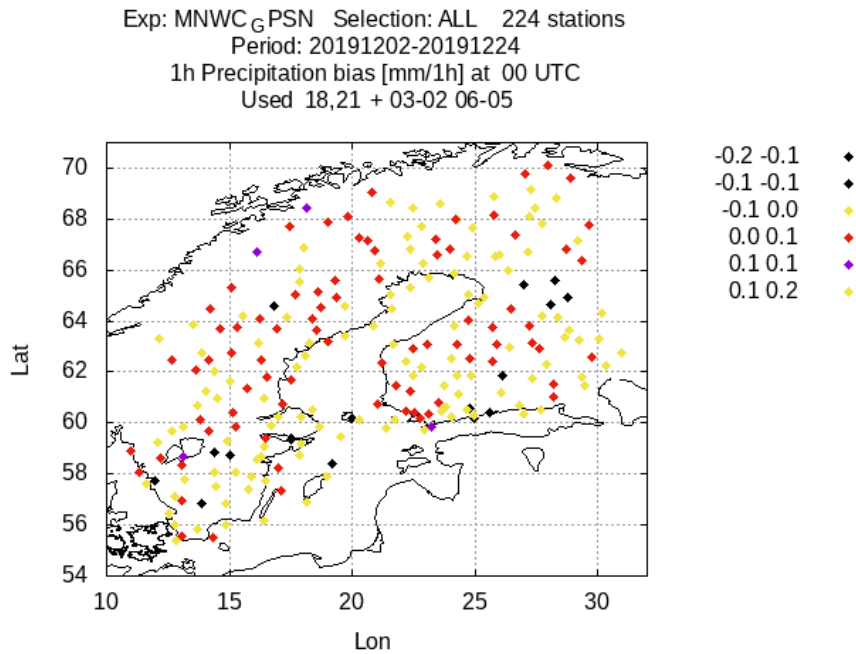 Exp: MNWC_GPSN Selection: ALL 224 stations
Period: 20191202-20191224
1h Precipitation bias [mm/1h] at 00 UTC
Used 18,21 + 03-02 06-05
-0.2 -0.1
-0.1 -0.1
-0.1 0.0
0.0 0.1
0.1 0.1
0.1 0.2
70
68
66
64
62
60
58
56
54
Lat
10 15 20 25 30
Lon